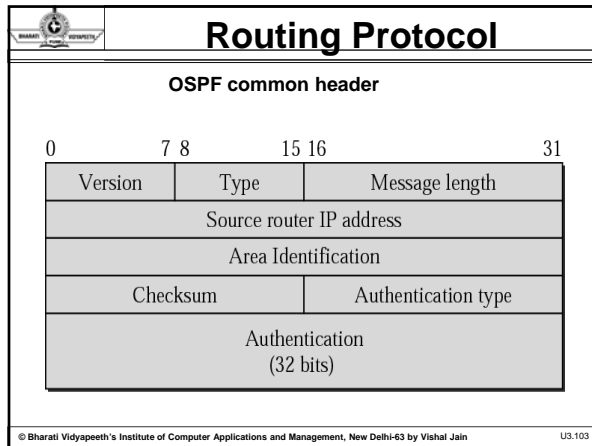 BHARATI VIDYAPEETH
Routing Protocol
OSPF common header
0 7 8 15 16 31
Version Type Message length
Source router IP address
Area Identification
Checksum Authentication type
Authentication
(32 bits)
© Bharati Vidyapeeth's Institute of Computer Applications and Management, New Delhi-63 by Vishal Jain U3.103